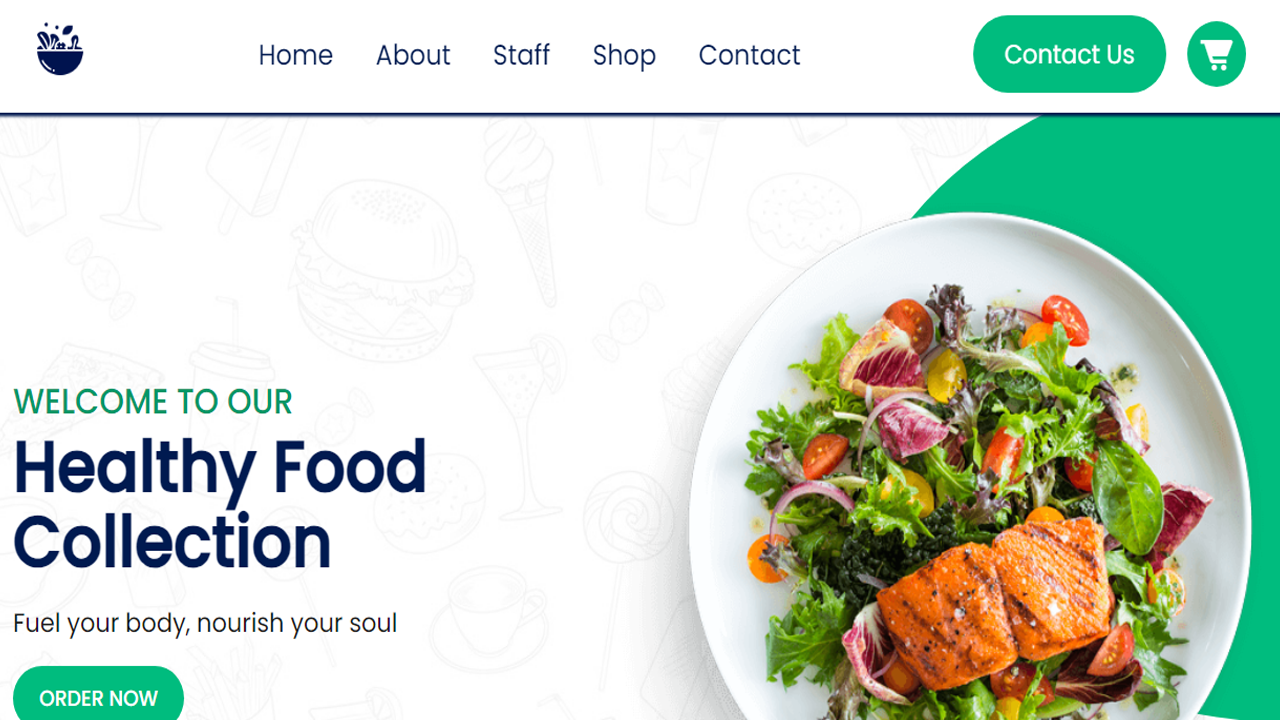 Home About Staff Shop Contact Contact Us
WELCOME TO OUR
Healthy Food
Collection
Fuel your body, nourish your soul
ORDER NOW